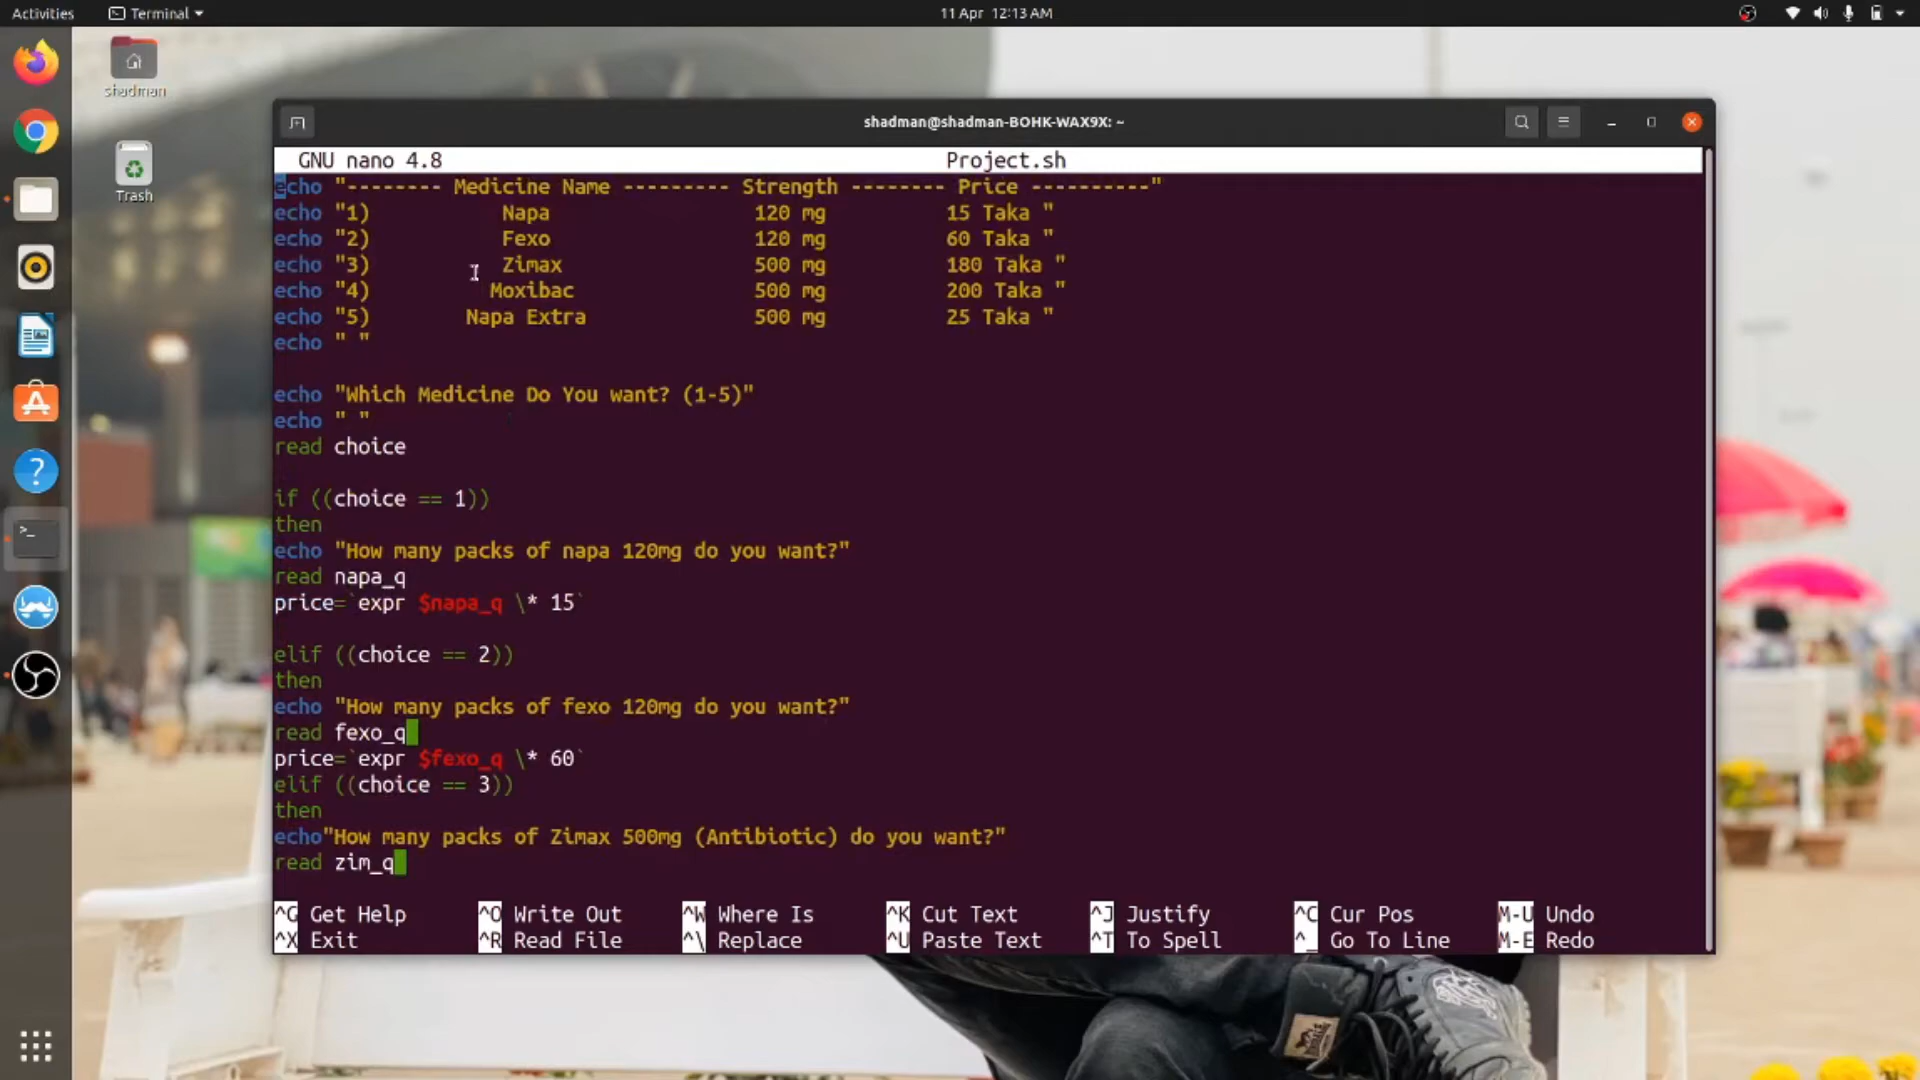 Activities Terminal 11 Apr 12:13 AM
shadman
Trash
shadman@shadman-BOHK-WAX9X: ~
GNU nano 4.8 Project.sh
echo "-------- Medicine Name --------- Strength -------- Price ----------"
echo "1) Napa 120 mg 15 Taka "
echo "2) Fexo 120 mg 60 Taka "
echo "3) Zimax 500 mg 180 Taka "
echo "4) Moxibac 500 mg 200 Taka "
echo "5) Napa Extra 500 mg 25 Taka "
echo " "
echo "Which Medicine Do You want? (1-5)"
echo " "
read choice
if ((choice == 1))
then
echo "How many packs of napa 120mg do you want?"
read napa_q
price=`expr $napa_q \* 15`
elif ((choice == 2))
then
echo "How many packs of fexo 120mg do you want?"
read fexo_q
price=`expr $fexo_q \* 60`
elif ((choice == 3))
then
echo"How many packs of Zimax 500mg (Antibiotic) do you want?"
read zim_q
^G Get Help ^O Write Out ^W Where Is ^K Cut Text ^J Justify ^C Cur Pos M-U Undo
^X Exit ^R Read File ^\ Replace ^U Paste Text ^T To Spell ^_ Go To Line M-E Redo